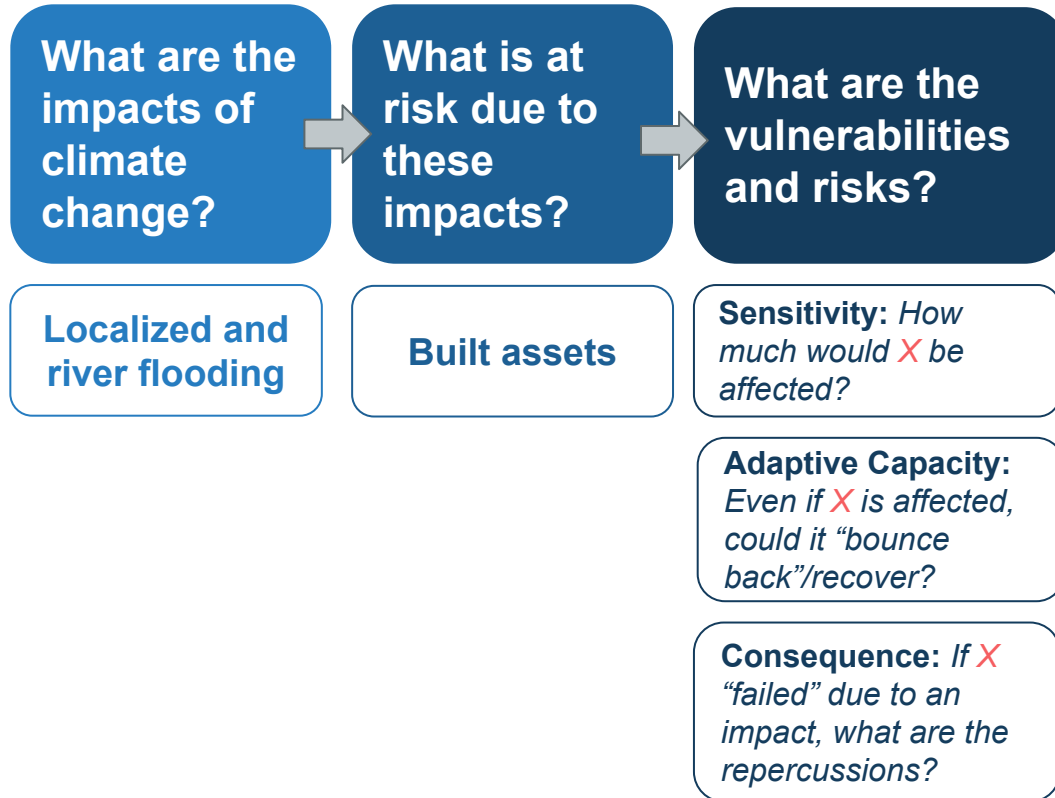 What are the
impacts of
climate
change?
What is at
risk due to
these
impacts?
What are the
vulnerabilities
and risks?
Localized and
river flooding
Built assets
Sensitivity: How
much would X be
affected?
Adaptive Capacity:
Even if X is affected,
could it “bounce
back”/recover?
Consequence: If X
“failed” due to an
impact, what are the
repercussions?